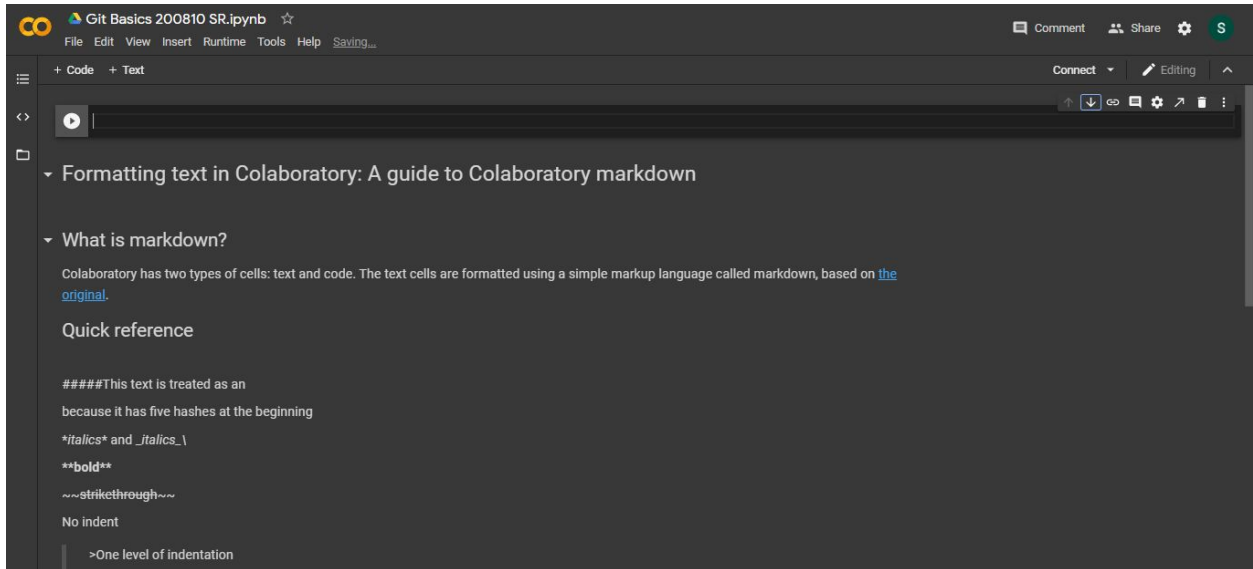 Git Basics 200810 SR.ipynb
File Edit View Insert Runtime Tools Help Saving...
Comment Share S
+ Code + Text
Connect Editing
Formatting text in Colaboratory: A guide to Colaboratory markdown
What is markdown?
Colaboratory has two types of cells: text and code. The text cells are formatted using a simple markup language called markdown, based on the
original.
Quick reference
#####This text is treated as an
because it has five hashes at the beginning
*italics* and _italics_\
**bold**
~~strikethrough~~
No indent
>One level of indentation